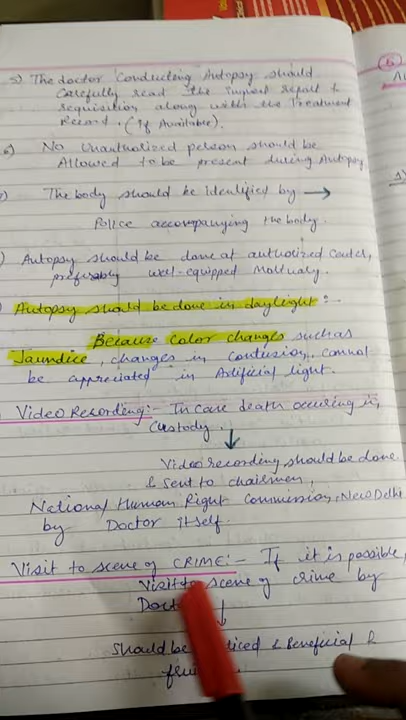 5) The doctor Conducting Autopsy should
Carefully read the Inquest report &
requisition along with the Treatment
Record. (If Available).
6) No Unauthorized person should be
Allowed to be present during Autopsy
) The body should be identified by →
Police accompanying the body.
) Autopsy should be done at authorized Center,
preferably well-equipped Mortuary.
) Autopsy should be done in daylight:-
Because Color changes such as
Jaundice, changes in contusion, cannot
be appreciated in Artificial light.
Video Recording:- In case death occuring in
Custody. ↓
Video recording should be done
& sent to chairmen,
National Human Right Commission, New Delhi
by Doctor itself.
Visit to scene of CRIME:- If it is possible,
Visit to scene of crime by
↓
Should be & Beneficial &